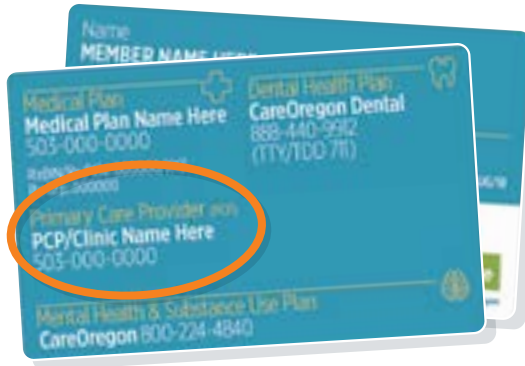 Name
MEMBER NAME
Medical Plan
Medical Plan Name Here
503-000-0000
Dental Health Plan
CareOregon Dental
888-440-9912
(TTY/TDD 711)
Primary Care Provider
PCP/Clinic Name Here
503-000-0000
Mental Health & Substance Use Plan
CareOregon 800-224-4840